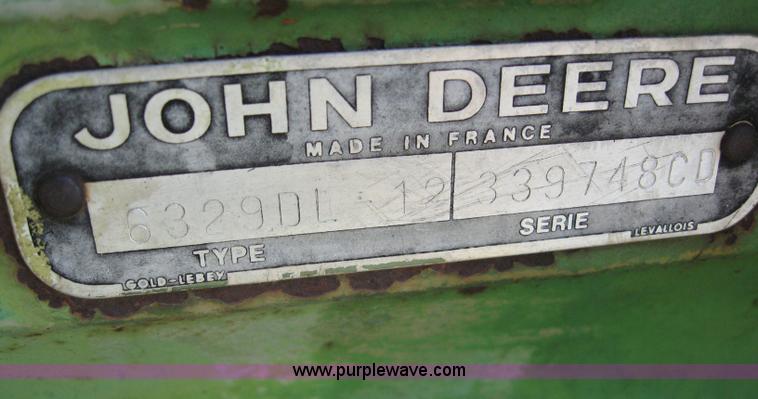 JOHN DEERE
MADE IN FRANCE
6329DL 12 339748CD
TYPE SERIE
GOLD-LEBEY LEVALLOIS
www.purplewave.com